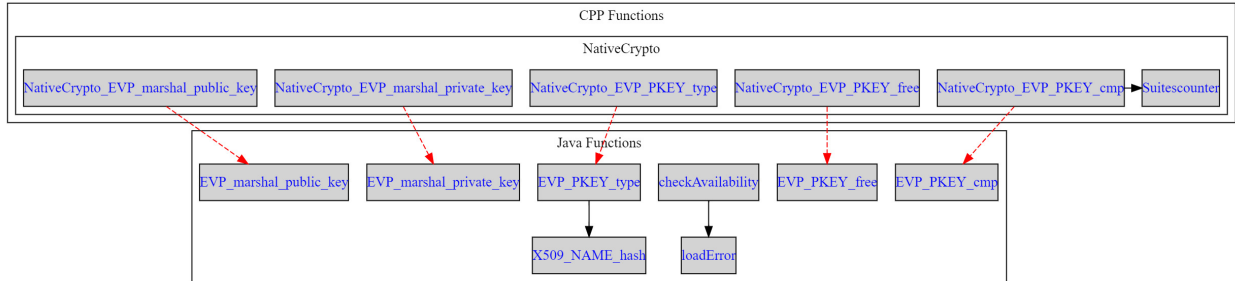 CPP Functions
NativeCrypto
NativeCrypto_EVP_marshal_public_key
NativeCrypto_EVP_marshal_private_key
NativeCrypto_EVP_PKEY_type
NativeCrypto_EVP_PKEY_free
NativeCrypto_EVP_PKEY_cmp
Suitescounter
Java Functions
EVP_marshal_public_key
EVP_marshal_private_key
EVP_PKEY_type
checkAvailability
EVP_PKEY_free
EVP_PKEY_cmp
X509_NAME_hash
loadError